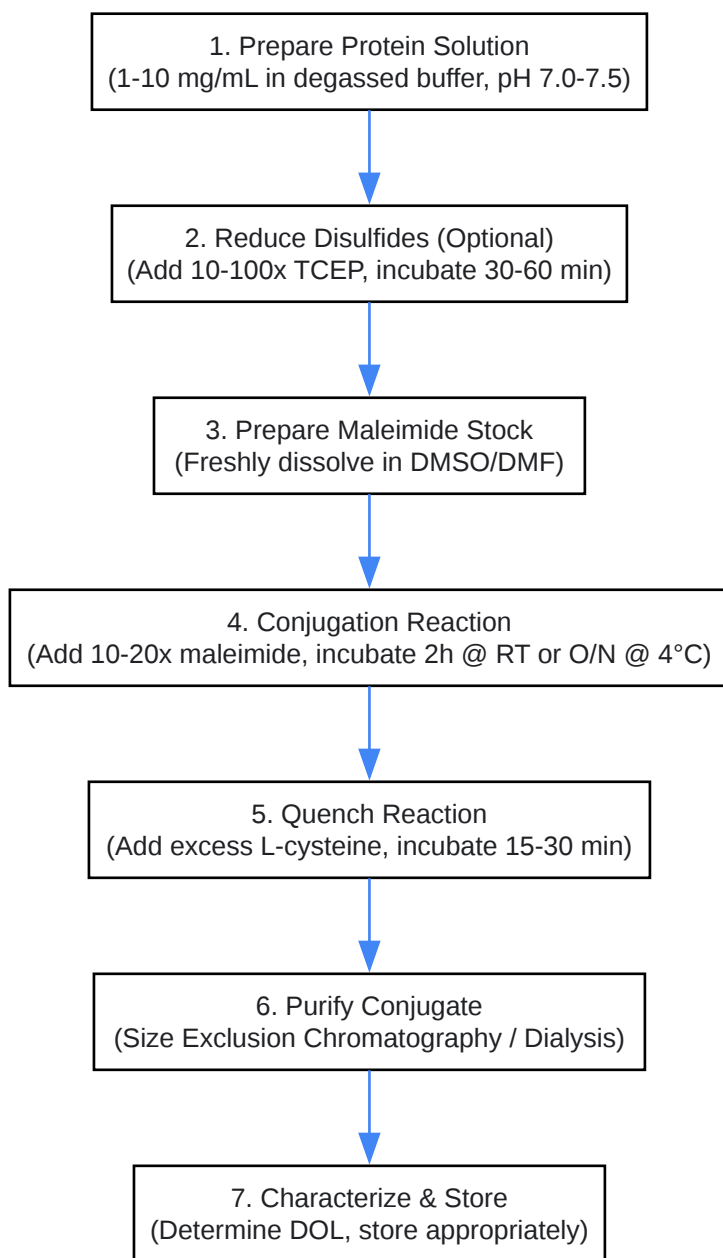 1. Prepare Protein Solution
(1-10 mg/mL in degassed buffer, pH 7.0-7.5)
2. Reduce Disulfides (Optional)
(Add 10-100x TCEP, incubate 30-60 min)
3. Prepare Maleimide Stock
(Freshly dissolve in DMSO/DMF)
4. Conjugation Reaction
(Add 10-20x maleimide, incubate 2h @ RT or O/N @ 4°C)
5. Quench Reaction
(Add excess L-cysteine, incubate 15-30 min)
6. Purify Conjugate
(Size Exclusion Chromatography / Dialysis)
7. Characterize & Store
(Determine DOL, store appropriately)